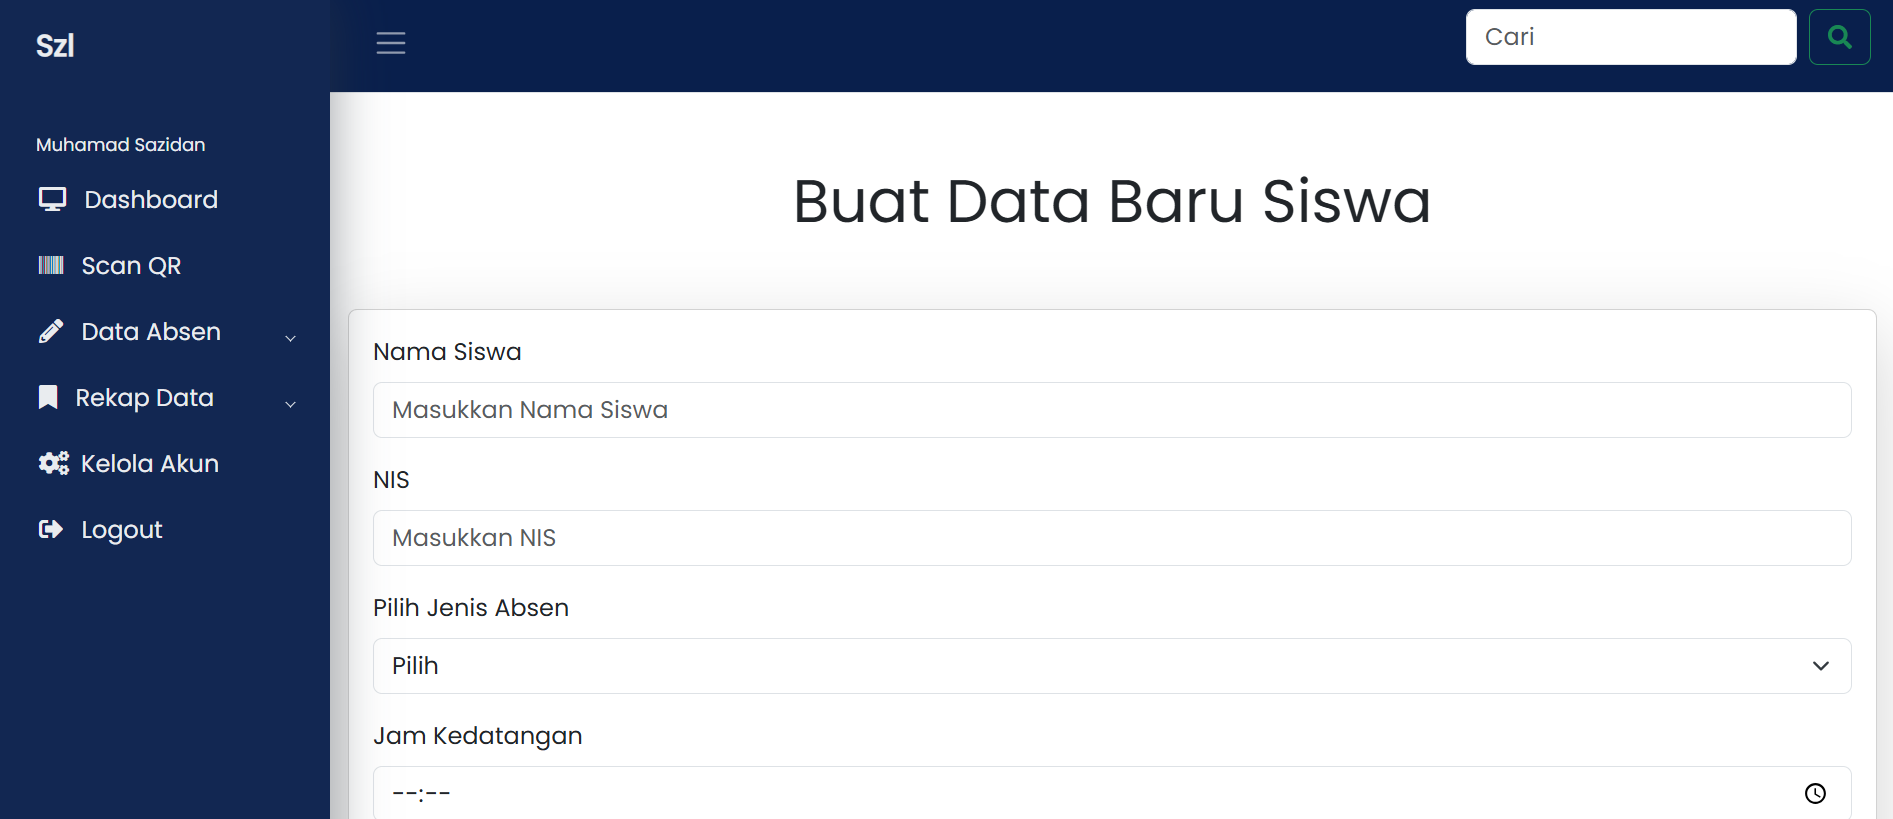 Szl
Cari
Muhamad Sazidan
Dashboard
Scan QR
Data Absen
Rekap Data
Kelola Akun
Logout
Buat Data Baru Siswa
Nama Siswa
Masukkan Nama Siswa
NIS
Masukkan NIS
Pilih Jenis Absen
Pilih
Jam Kedatangan
--:--